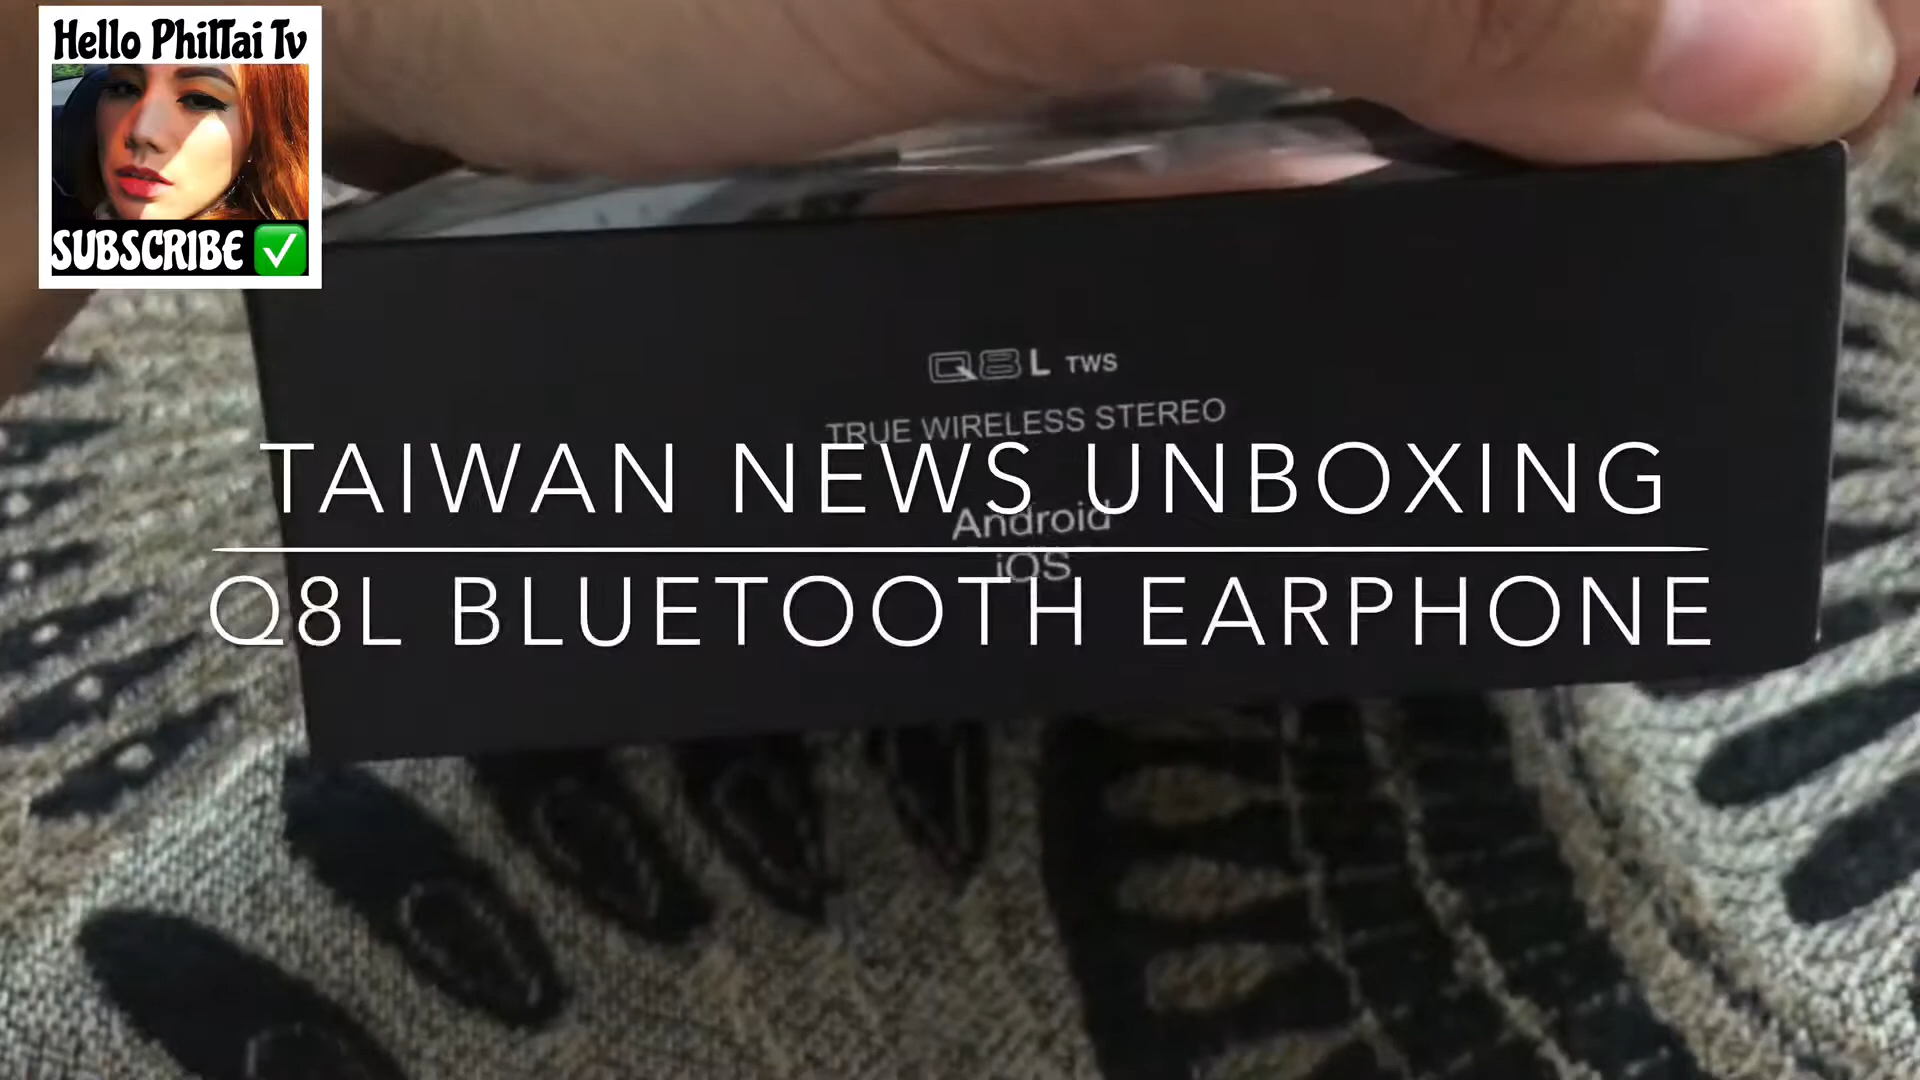 Hello PhilTai Tv
SUBSCRIBE
Q8L TWS
TRUE WIRELESS STEREO
TAIWAN NEWS UNBOXING
Android
iOS
Q8L BLUETOOTH EARPHONE